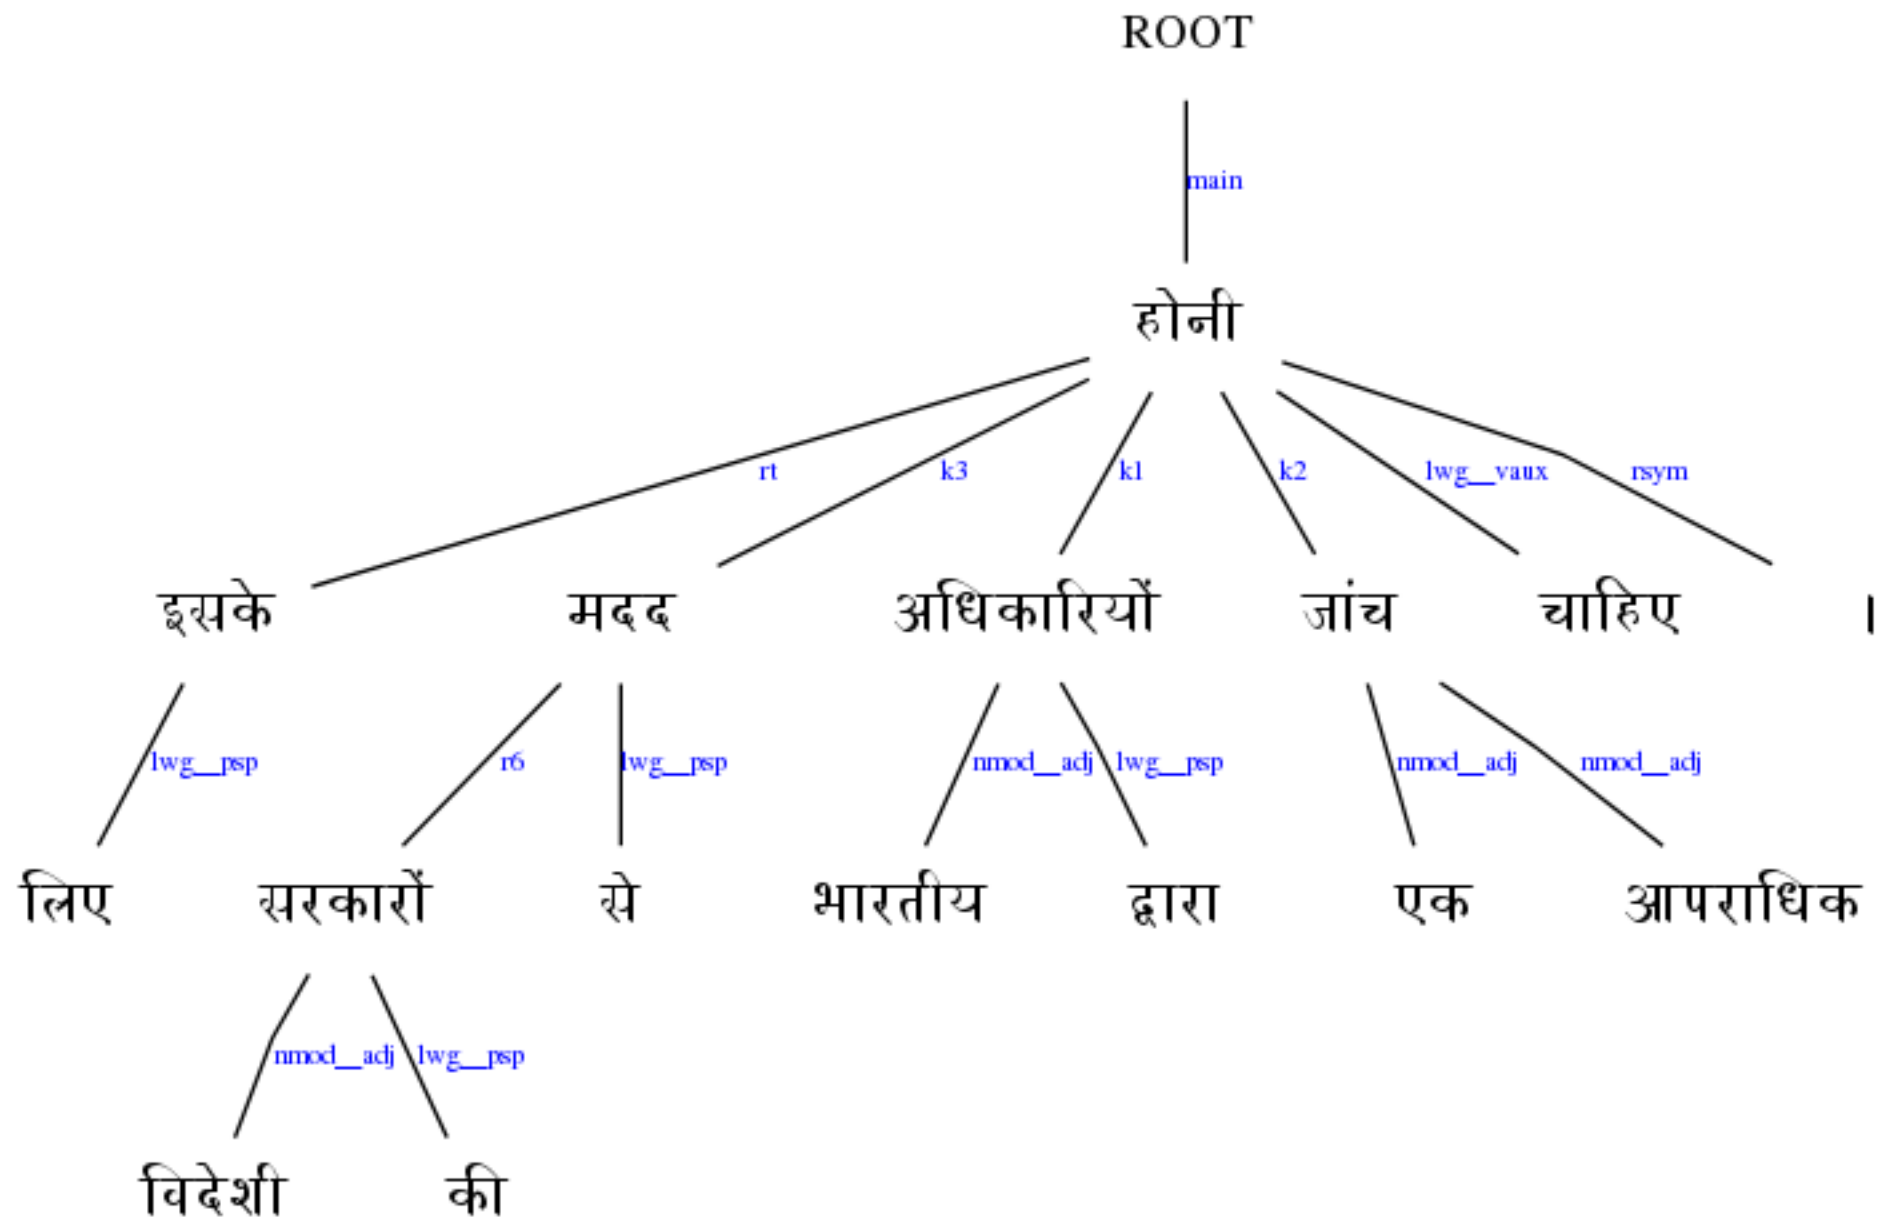 ROOT
main
होनी
rt k3 k1 k2 lwg__vaux rsym
इसके मदद अधिकारियों जांच चाहिए ।
lwg__psp r6 lwg__psp nmod__adj lwg__psp nmod__adj nmod__adj
लिए सरकारों से भारतीय द्वारा एक आपराधिक
nmod__adj lwg__psp
विदेशी की